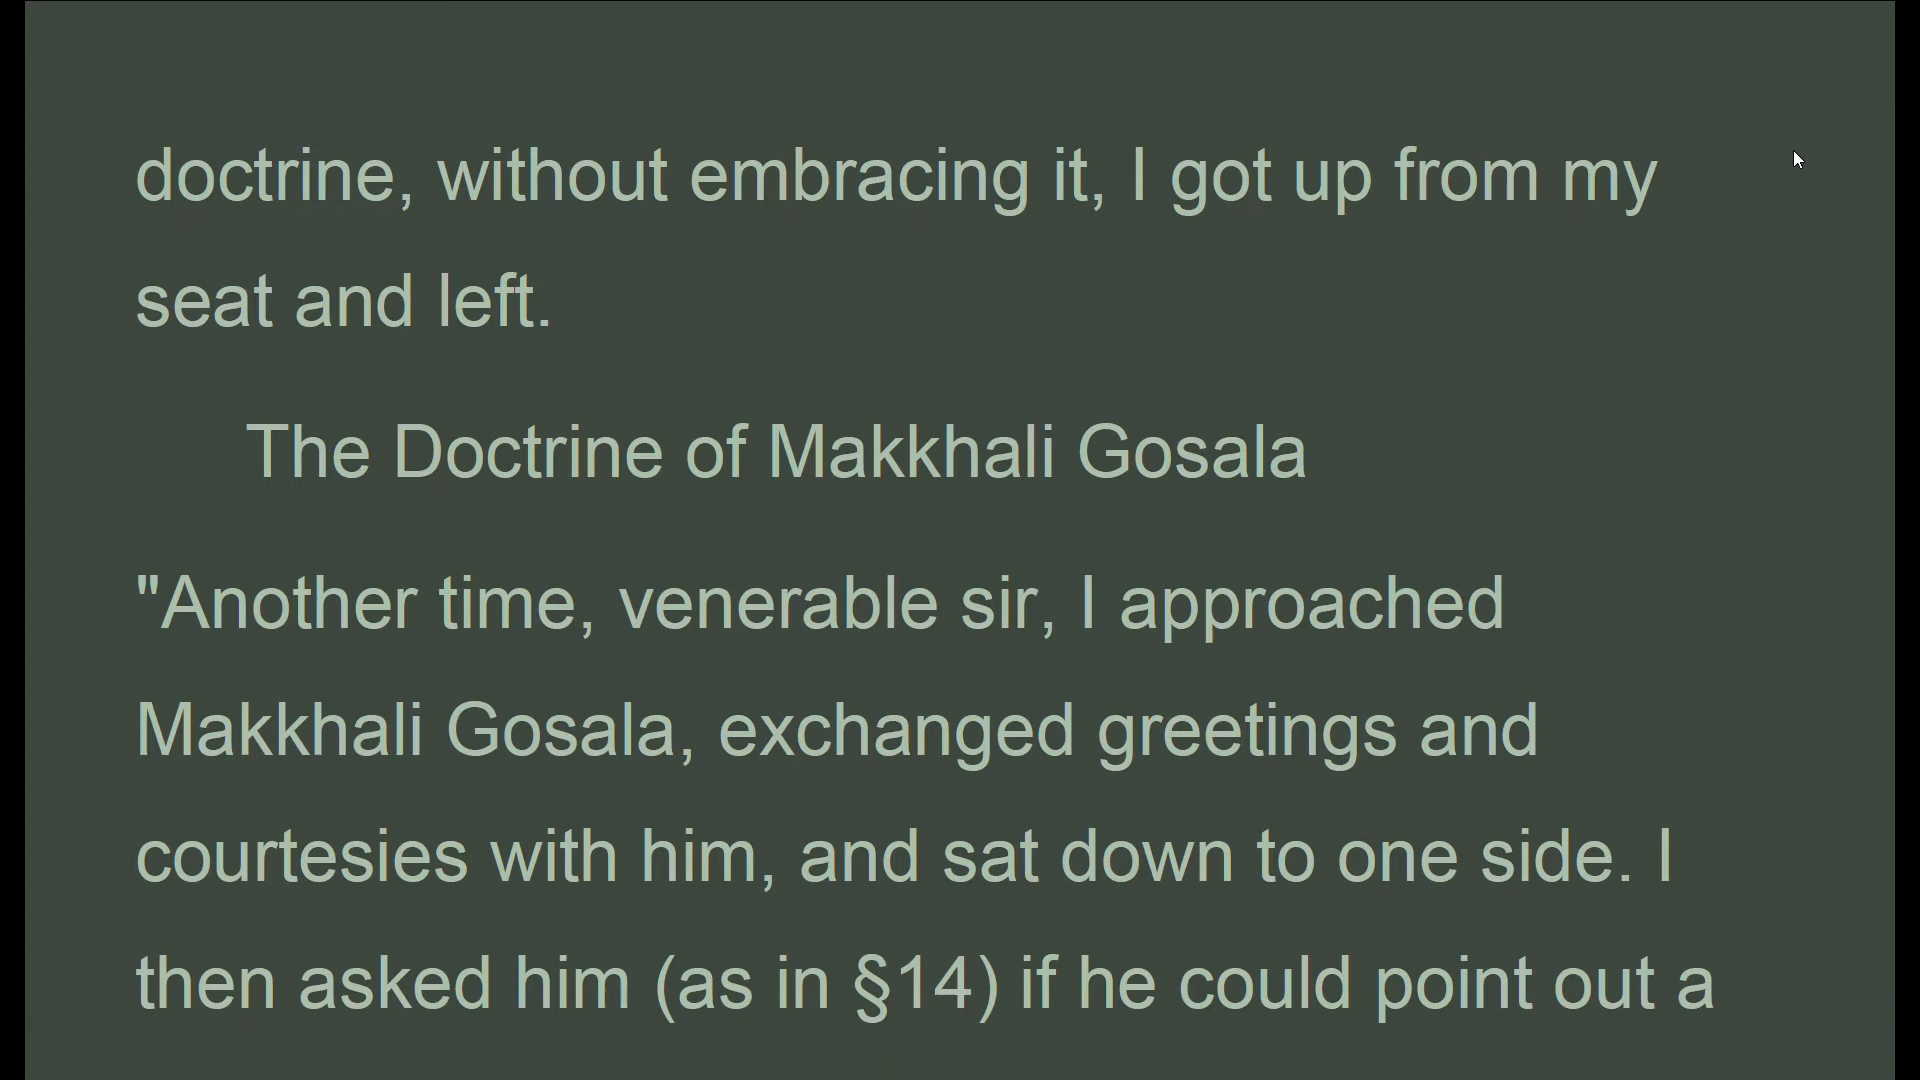 doctrine, without embracing it, I got up from my
seat and left.
The Doctrine of Makkhali Gosala
"Another time, venerable sir, I approached
Makkhali Gosala, exchanged greetings and
courtesies with him, and sat down to one side. I
then asked him (as in §14) if he could point out a